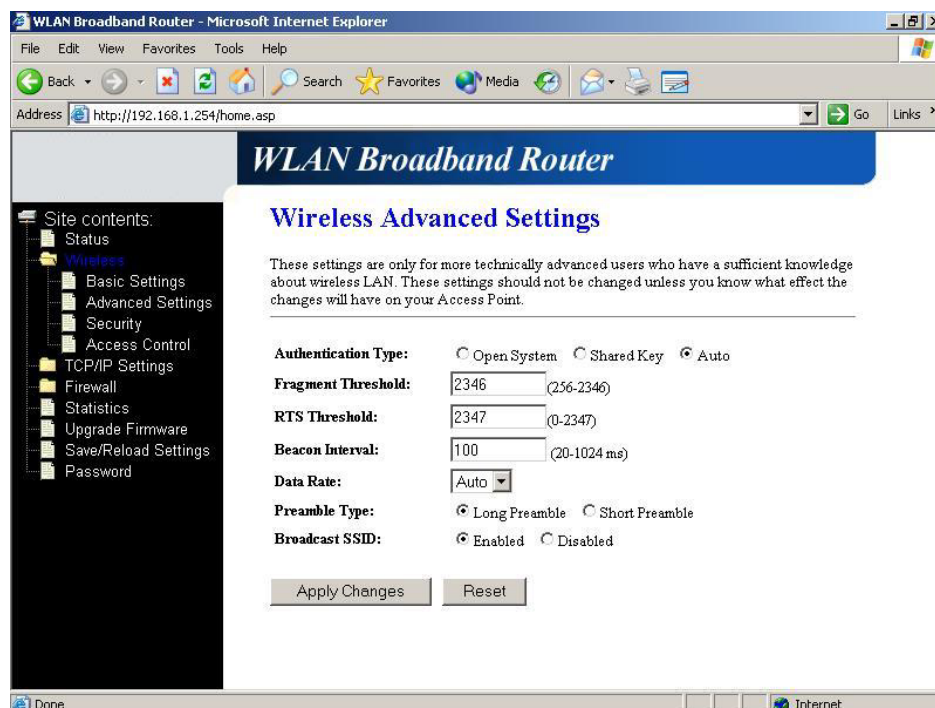 WLAN Broadband Router - Microsoft Internet Explorer
File Edit View Favorites Tools Help
Back Search Favorites Media
Address http://192.168.1.254/home.asp Go Links
WLAN Broadband Router
Site contents:
Status
Wireless
Basic Settings
Advanced Settings
Security
Access Control
TCP/IP Settings
Firewall
Statistics
Upgrade Firmware
Save/Reload Settings
Password
Wireless Advanced Settings
These settings are only for more technically advanced users who have a sufficient knowledge
about wireless LAN. These settings should not be changed unless you know what effect the
changes will have on your Access Point.
Authentication Type: Open System Shared Key Auto
Fragment Threshold: 2346 (256-2346)
RTS Threshold: 2347 (0-2347)
Beacon Interval: 100 (20-1024 ms)
Data Rate: Auto
Preamble Type: Long Preamble Short Preamble
Broadcast SSID: Enabled Disabled
Apply Changes Reset
Done Internet